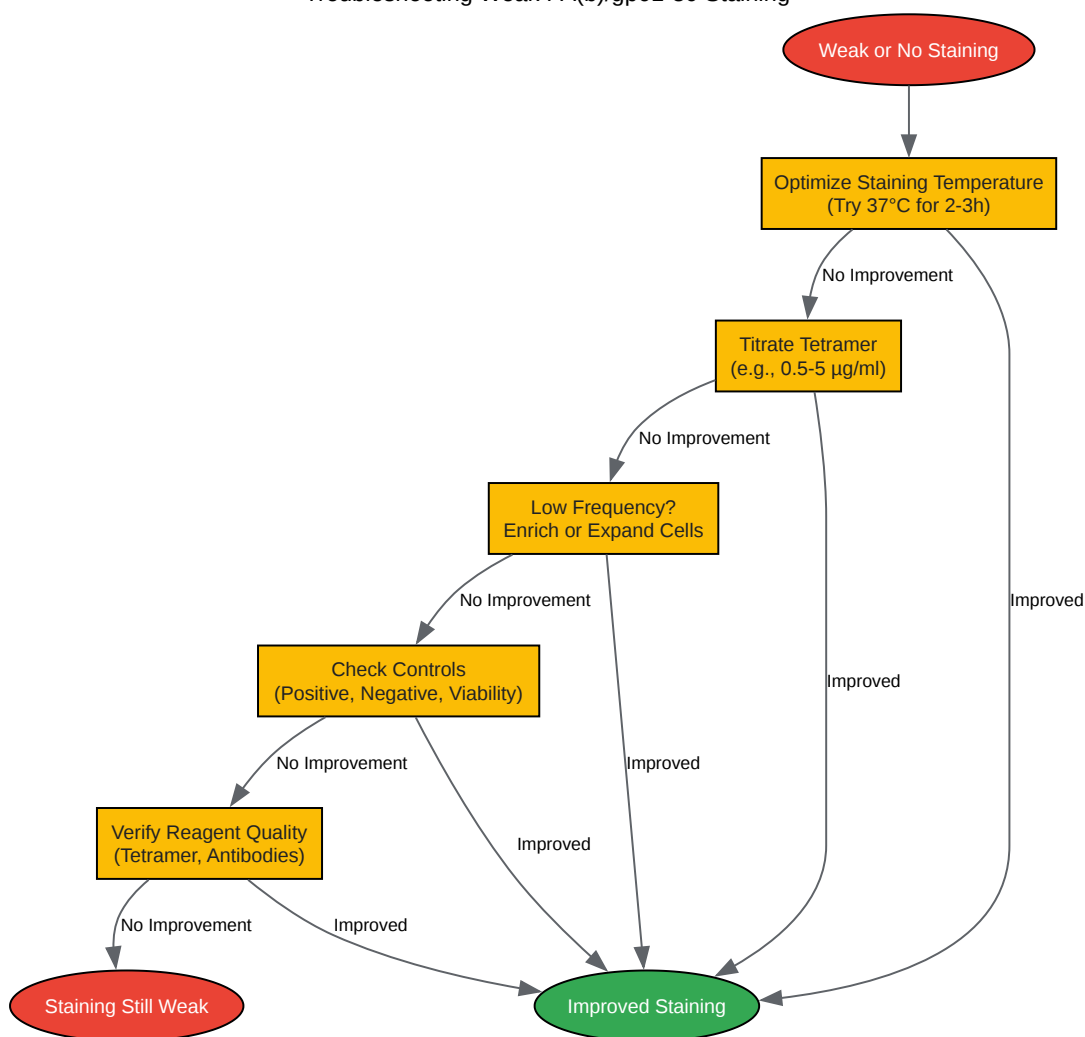 Weak or No Staining
Optimize Staining Temperature
(Try 37°C for 2-3h)
No Improvement
Titrate Tetramer
(e.g., 0.5-5 µg/ml)
No Improvement
Low Frequency?
Enrich or Expand Cells
No Improvement
Improved
Check Controls
(Positive, Negative, Viability)
Improved
No Improvement
Improved
Verify Reagent Quality
(Tetramer, Antibodies)
Improved
No Improvement
Improved
Staining Still Weak
Improved Staining